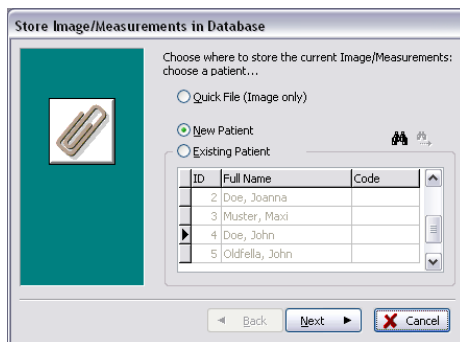 Store Image/Measurements in Database
Choose where to store the current Image/Measurements:
choose a patient...
Quick File (Image only)
New Patient
Existing Patient
ID Full Name Code
2 Doe, Joanna
3 Muster, Maxi
4 Doe, John
5 Oldfella, John
Back Next Cancel